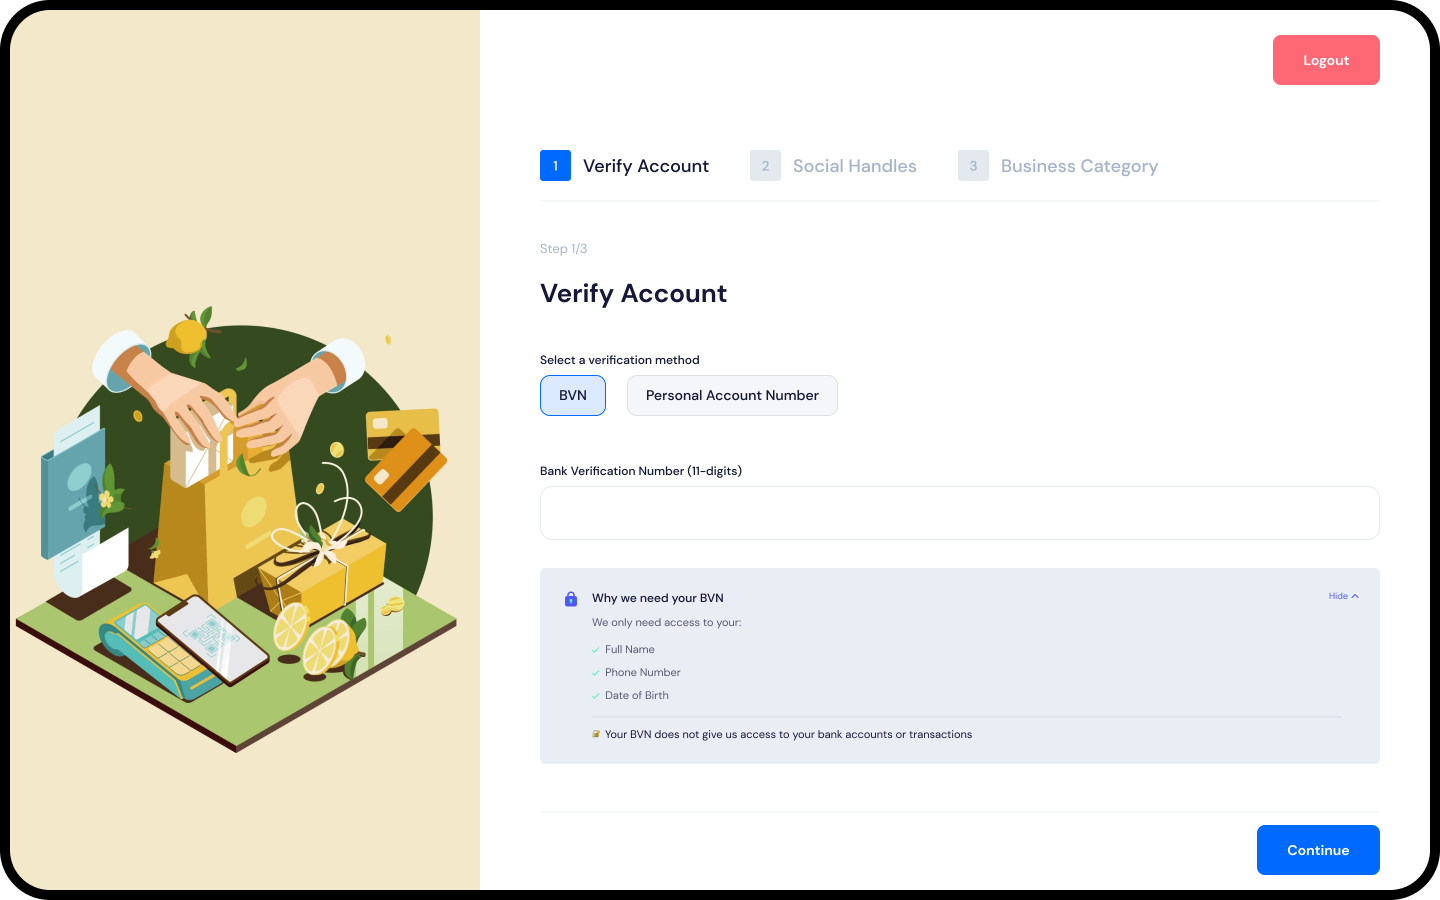 Logout
1 Verify Account 2 Social Handles 3 Business Category
Step 1/3
Verify Account
Select a verification method
BVN Personal Account Number
Bank Verification Number (11-digits)
Why we need your BVN Hide
We only need access to your:
Full Name
Phone Number
Date of Birth
Your BVN does not give us access to your bank accounts or transactions
Continue